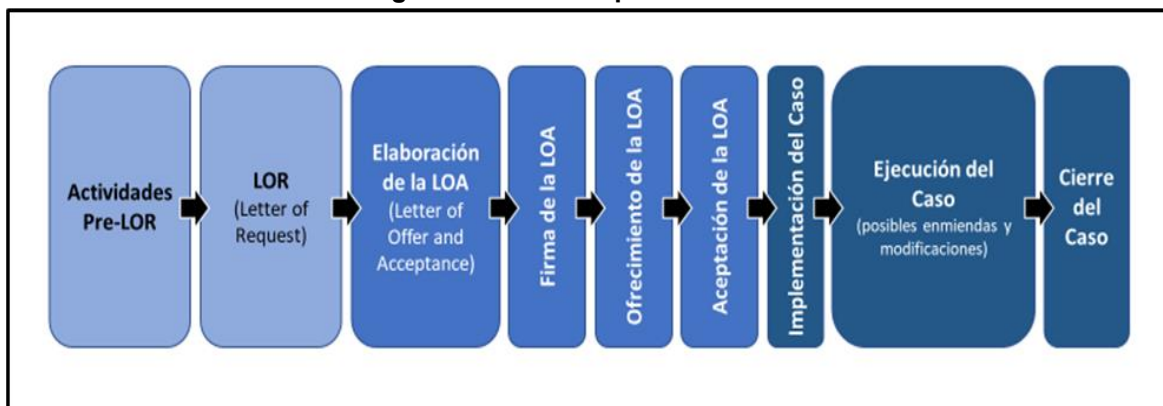 Actividades
Pre-LOR
LOR
(Letter of
Request)
Elaboración
de la LOA
(Letter of
Offer and
Acceptance)
Firma de la LOA
Ofrecimiento de la LOA
Aceptación de la LOA
Implementación del Caso
Ejecución del
Caso
(posibles enmiendas y
modificaciones)
Cierre
del
Caso